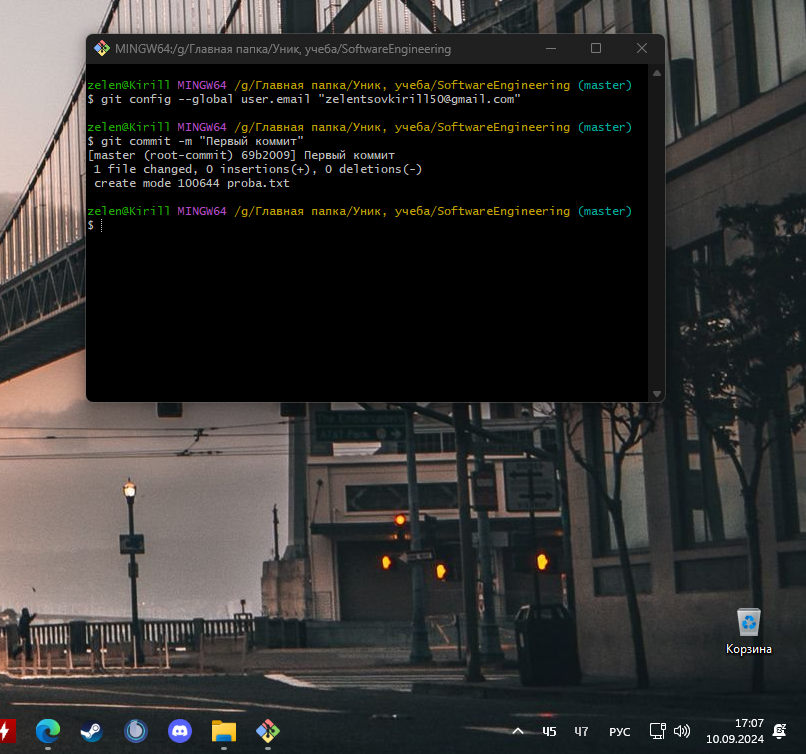 MINGW64:/g/Главная папка/Уник, учеба/SoftwareEngineering
zelen@Kirill MINGW64 /g/Главная папка/Уник, учеба/SoftwareEngineering (master)
$ git config --global user.email "zelentsovkirill50@gmail.com"
zelen@Kirill MINGW64 /g/Главная папка/Уник, учеба/SoftwareEngineering (master)
$ git commit -m "Первый коммит"
[master (root-commit) 69b2009] Первый коммит
1 file changed, 0 insertions(+), 0 deletions(-)
create mode 100644 proba.txt
zelen@Kirill MINGW64 /g/Главная папка/Уник, учеба/SoftwareEngineering (master)
$
Корзина
45
47
РУС
17:07
10.09.2024